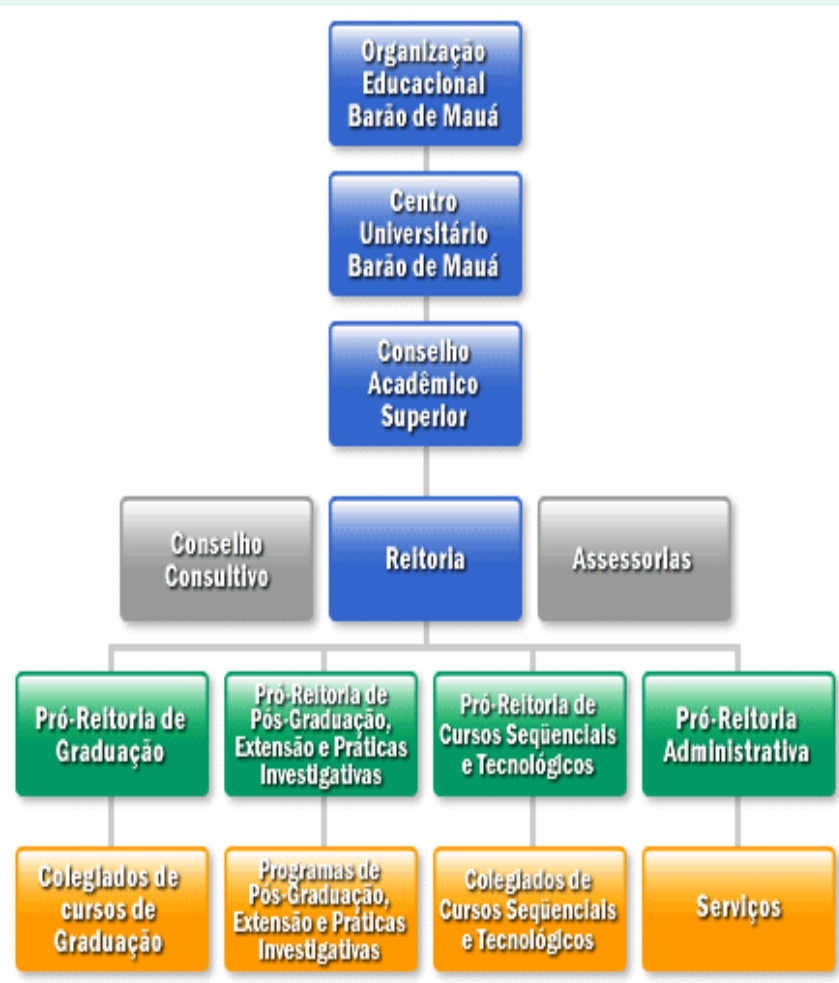 Organização
Educacional
Barão de Mauá
Centro
Universitário
Barão de Mauá
Conselho
Acadêmico
Superior
Conselho
Consultivo
Reitoria
Assessorias
Pró-Reitoria de
Graduação
Pró-Reitoria de
Pós-Graduação,
Extensão e Práticas
Investigativas
Pró-Reitoria de
Cursos Seqüenciais
e Tecnológicos
Pró-Reitoria
Administrativa
Colegiados de
cursos de
Graduação
Programas de
Pós-Graduação,
Extensão e Práticas
Investigativas
Colegiados de
Cursos Seqüenciais
e Tecnológicos
Serviços